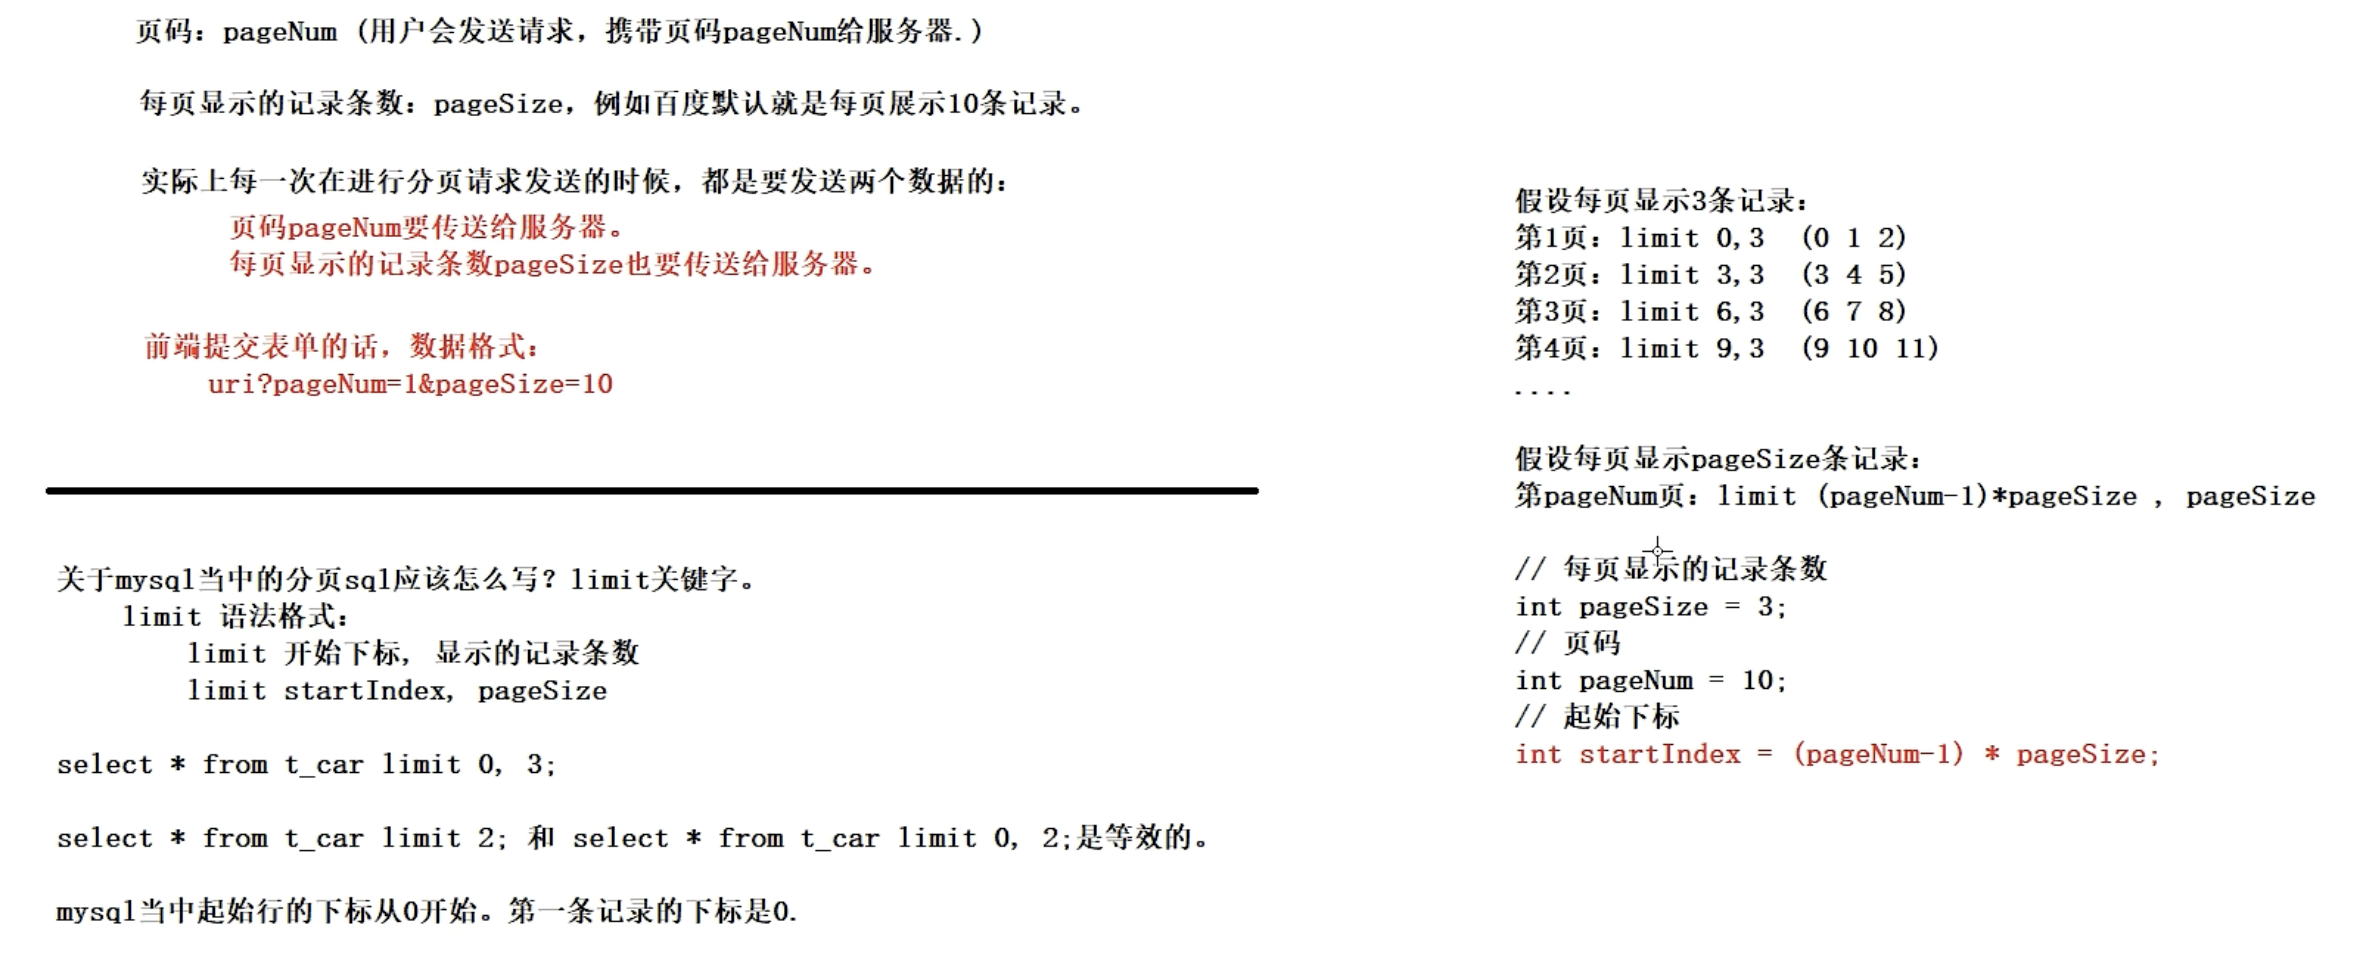 页码：pageNum (用户会发送请求，携带页码pageNum给服务器.)
每页显示的记录条数：pageSize，例如百度默认就是每页展示10条记录。
实际上每一次在进行分页请求发送的时候，都是要发送两个数据的：
页码pageNum要传送给服务器。
每页显示的记录条数pageSize也要传送给服务器。
前端提交表单的话，数据格式：
uri?pageNum=1&pageSize=10
关于mysql当中的分页sql应该怎么写？limit关键字。
limit 语法格式：
limit 开始下标, 显示的记录条数
limit startIndex, pageSize
select * from t_car limit 0, 3;
select * from t_car limit 2; 和 select * from t_car limit 0, 2;是等效的。
mysql当中起始行的下标从0开始。第一条记录的下标是0.
假设每页显示3条记录：
第1页：limit 0,3 (0 1 2)
第2页：limit 3,3 (3 4 5)
第3页：limit 6,3 (6 7 8)
第4页：limit 9,3 (9 10 11)
....
假设每页显示pageSize条记录：
第pageNum页：limit (pageNum-1)*pageSize , pageSize
// 每页显示的记录条数
int pageSize = 3;
// 页码
int pageNum = 10;
// 起始下标
int startIndex = (pageNum-1) * pageSize;